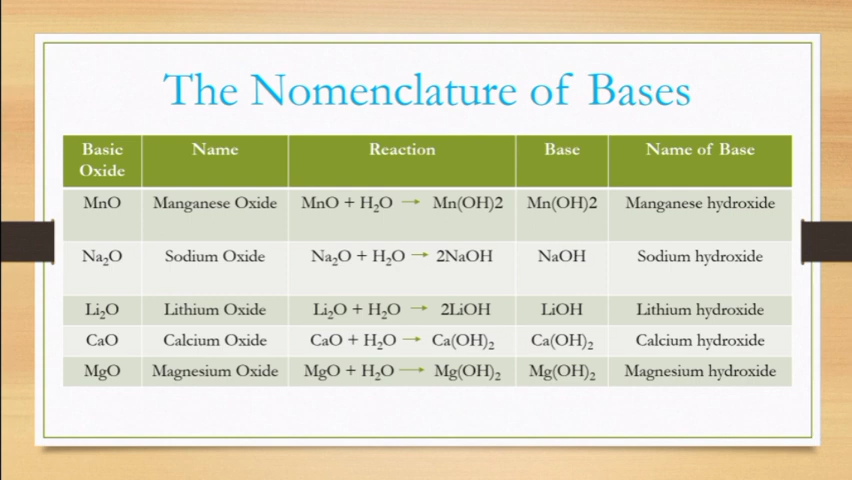 The Nomenclature of Bases
Basic Oxide Name Reaction Base Name of Base
MnO Manganese Oxide MnO + H₂O → Mn(OH)2 Mn(OH)2 Manganese hydroxide
Na₂O Sodium Oxide Na₂O + H₂O → 2NaOH NaOH Sodium hydroxide
Li₂O Lithium Oxide Li₂O + H₂O → 2LiOH LiOH Lithium hydroxide
CaO Calcium Oxide CaO + H₂O → Ca(OH)₂ Ca(OH)₂ Calcium hydroxide
MgO Magnesium Oxide MgO + H₂O → Mg(OH)₂ Mg(OH)₂ Magnesium hydroxide